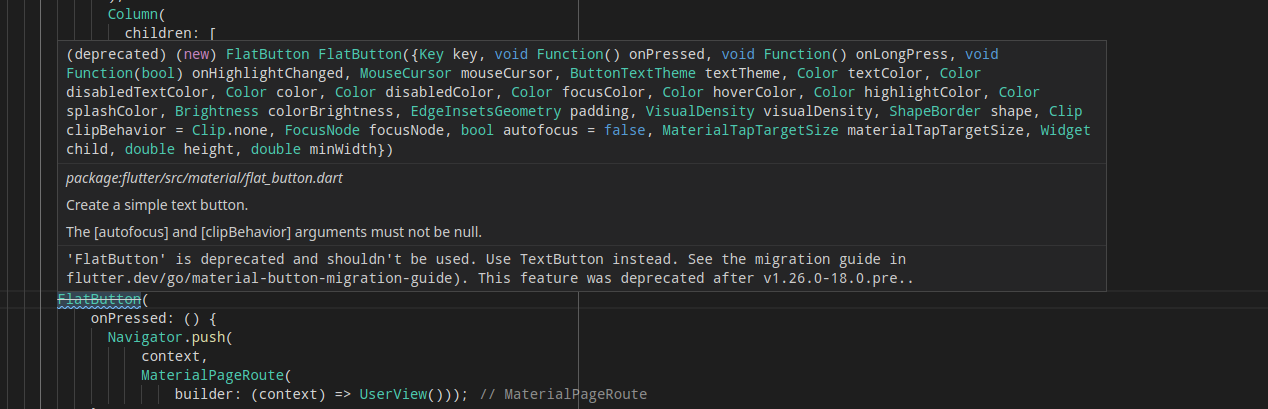 Column(
children: [
(deprecated) (new) FlatButton FlatButton({Key key, void Function() onPressed, void Function() onLongPress, void
Function(bool) onHighlightChanged, MouseCursor mouseCursor, ButtonTextTheme textTheme, Color textColor, Color
disabledTextColor, Color color, Color disabledColor, Color focusColor, Color hoverColor, Color highlightColor, Color
splashColor, Brightness colorBrightness, EdgeInsetsGeometry padding, VisualDensity visualDensity, ShapeBorder shape, Clip
clipBehavior = Clip.none, FocusNode focusNode, bool autofocus = false, MaterialTapTargetSize materialTapTargetSize, Widget
child, double height, double minWidth})
package:flutter/src/material/flat_button.dart
Create a simple text button.
The [autofocus] and [clipBehavior] arguments must not be null.
'FlatButton' is deprecated and shouldn't be used. Use TextButton instead. See the migration guide in
flutter.dev/go/material-button-migration-guide). This feature was deprecated after v1.26.0-18.0.pre..
FlatButton(
onPressed: () {
Navigator.push(
context,
MaterialPageRoute(
builder: (context) => UserView())); // MaterialPageRoute